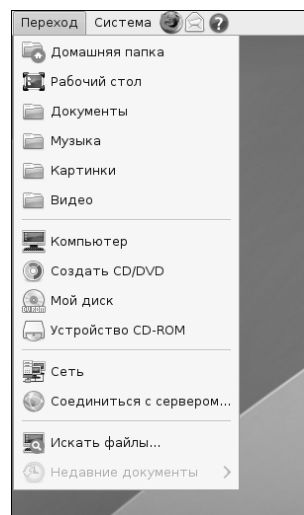 Переход Система
Домашняя папка
Рабочий стол
Документы
Музыка
Картинки
Видео
Компьютер
Создать CD/DVD
Мой диск
Устройство CD-ROM
Сеть
Соединиться с сервером...
Искать файлы...
Недавние документы